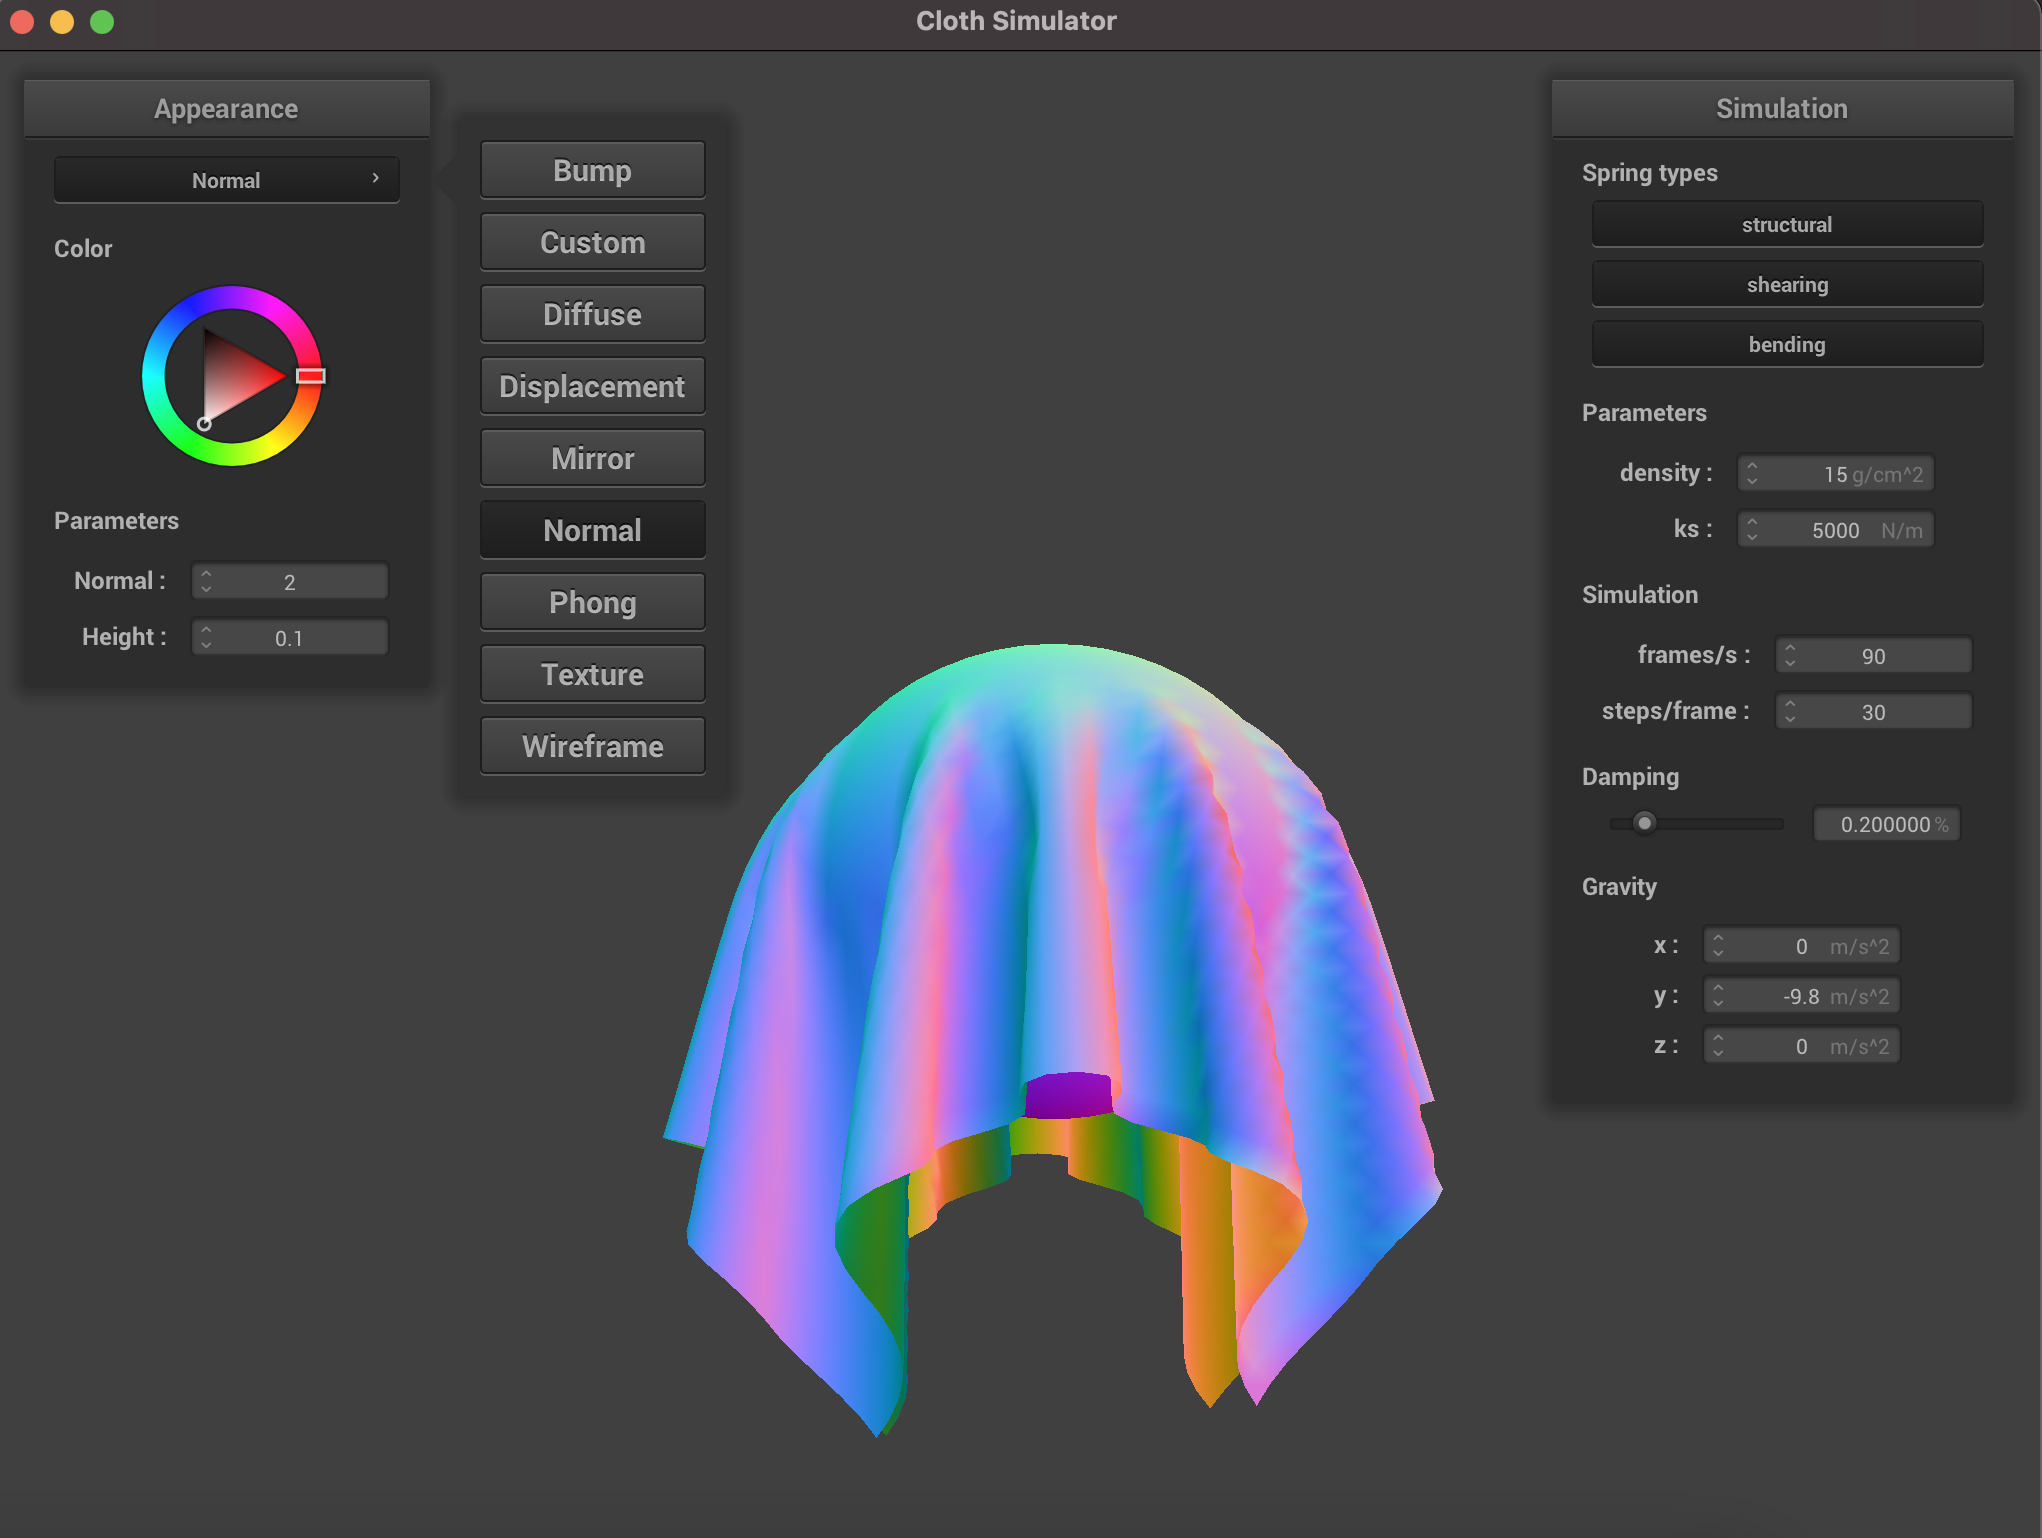 Cloth Simulator
Appearance
Normal
Color
Parameters
Normal : 2
Height : 0.1
Bump
Custom
Diffuse
Displacement
Mirror
Normal
Phong
Texture
Wireframe
Simulation
Spring types
structural
shearing
bending
Parameters
density : 15 g/cm^2
ks : 5000 N/m
Simulation
frames/s : 90
steps/frame : 30
Damping
0.200000 %
Gravity
x : 0 m/s^2
y : -9.8 m/s^2
z : 0 m/s^2